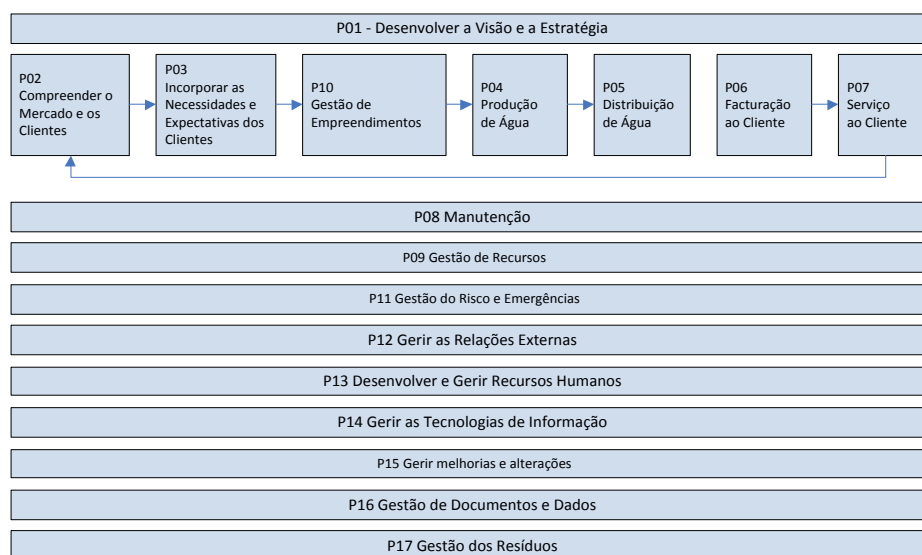 P01 - Desenvolver a Visão e a Estratégia
P02
Compreender o
Mercado e os
Clientes
P03
Incorporar as
Necessidades e
Expectativas dos
Clientes
P10
Gestão de
Empreendimentos
P04
Produção
de Água
P05
Distribuição
de Água
P06
Facturação
ao Cliente
P07
Serviço
ao Cliente
P08 Manutenção
P09 Gestão de Recursos
P11 Gestão do Risco e Emergências
P12 Gerir as Relações Externas
P13 Desenvolver e Gerir Recursos Humanos
P14 Gerir as Tecnologias de Informação
P15 Gerir melhorias e alterações
P16 Gestão de Documentos e Dados
P17 Gestão dos Resíduos